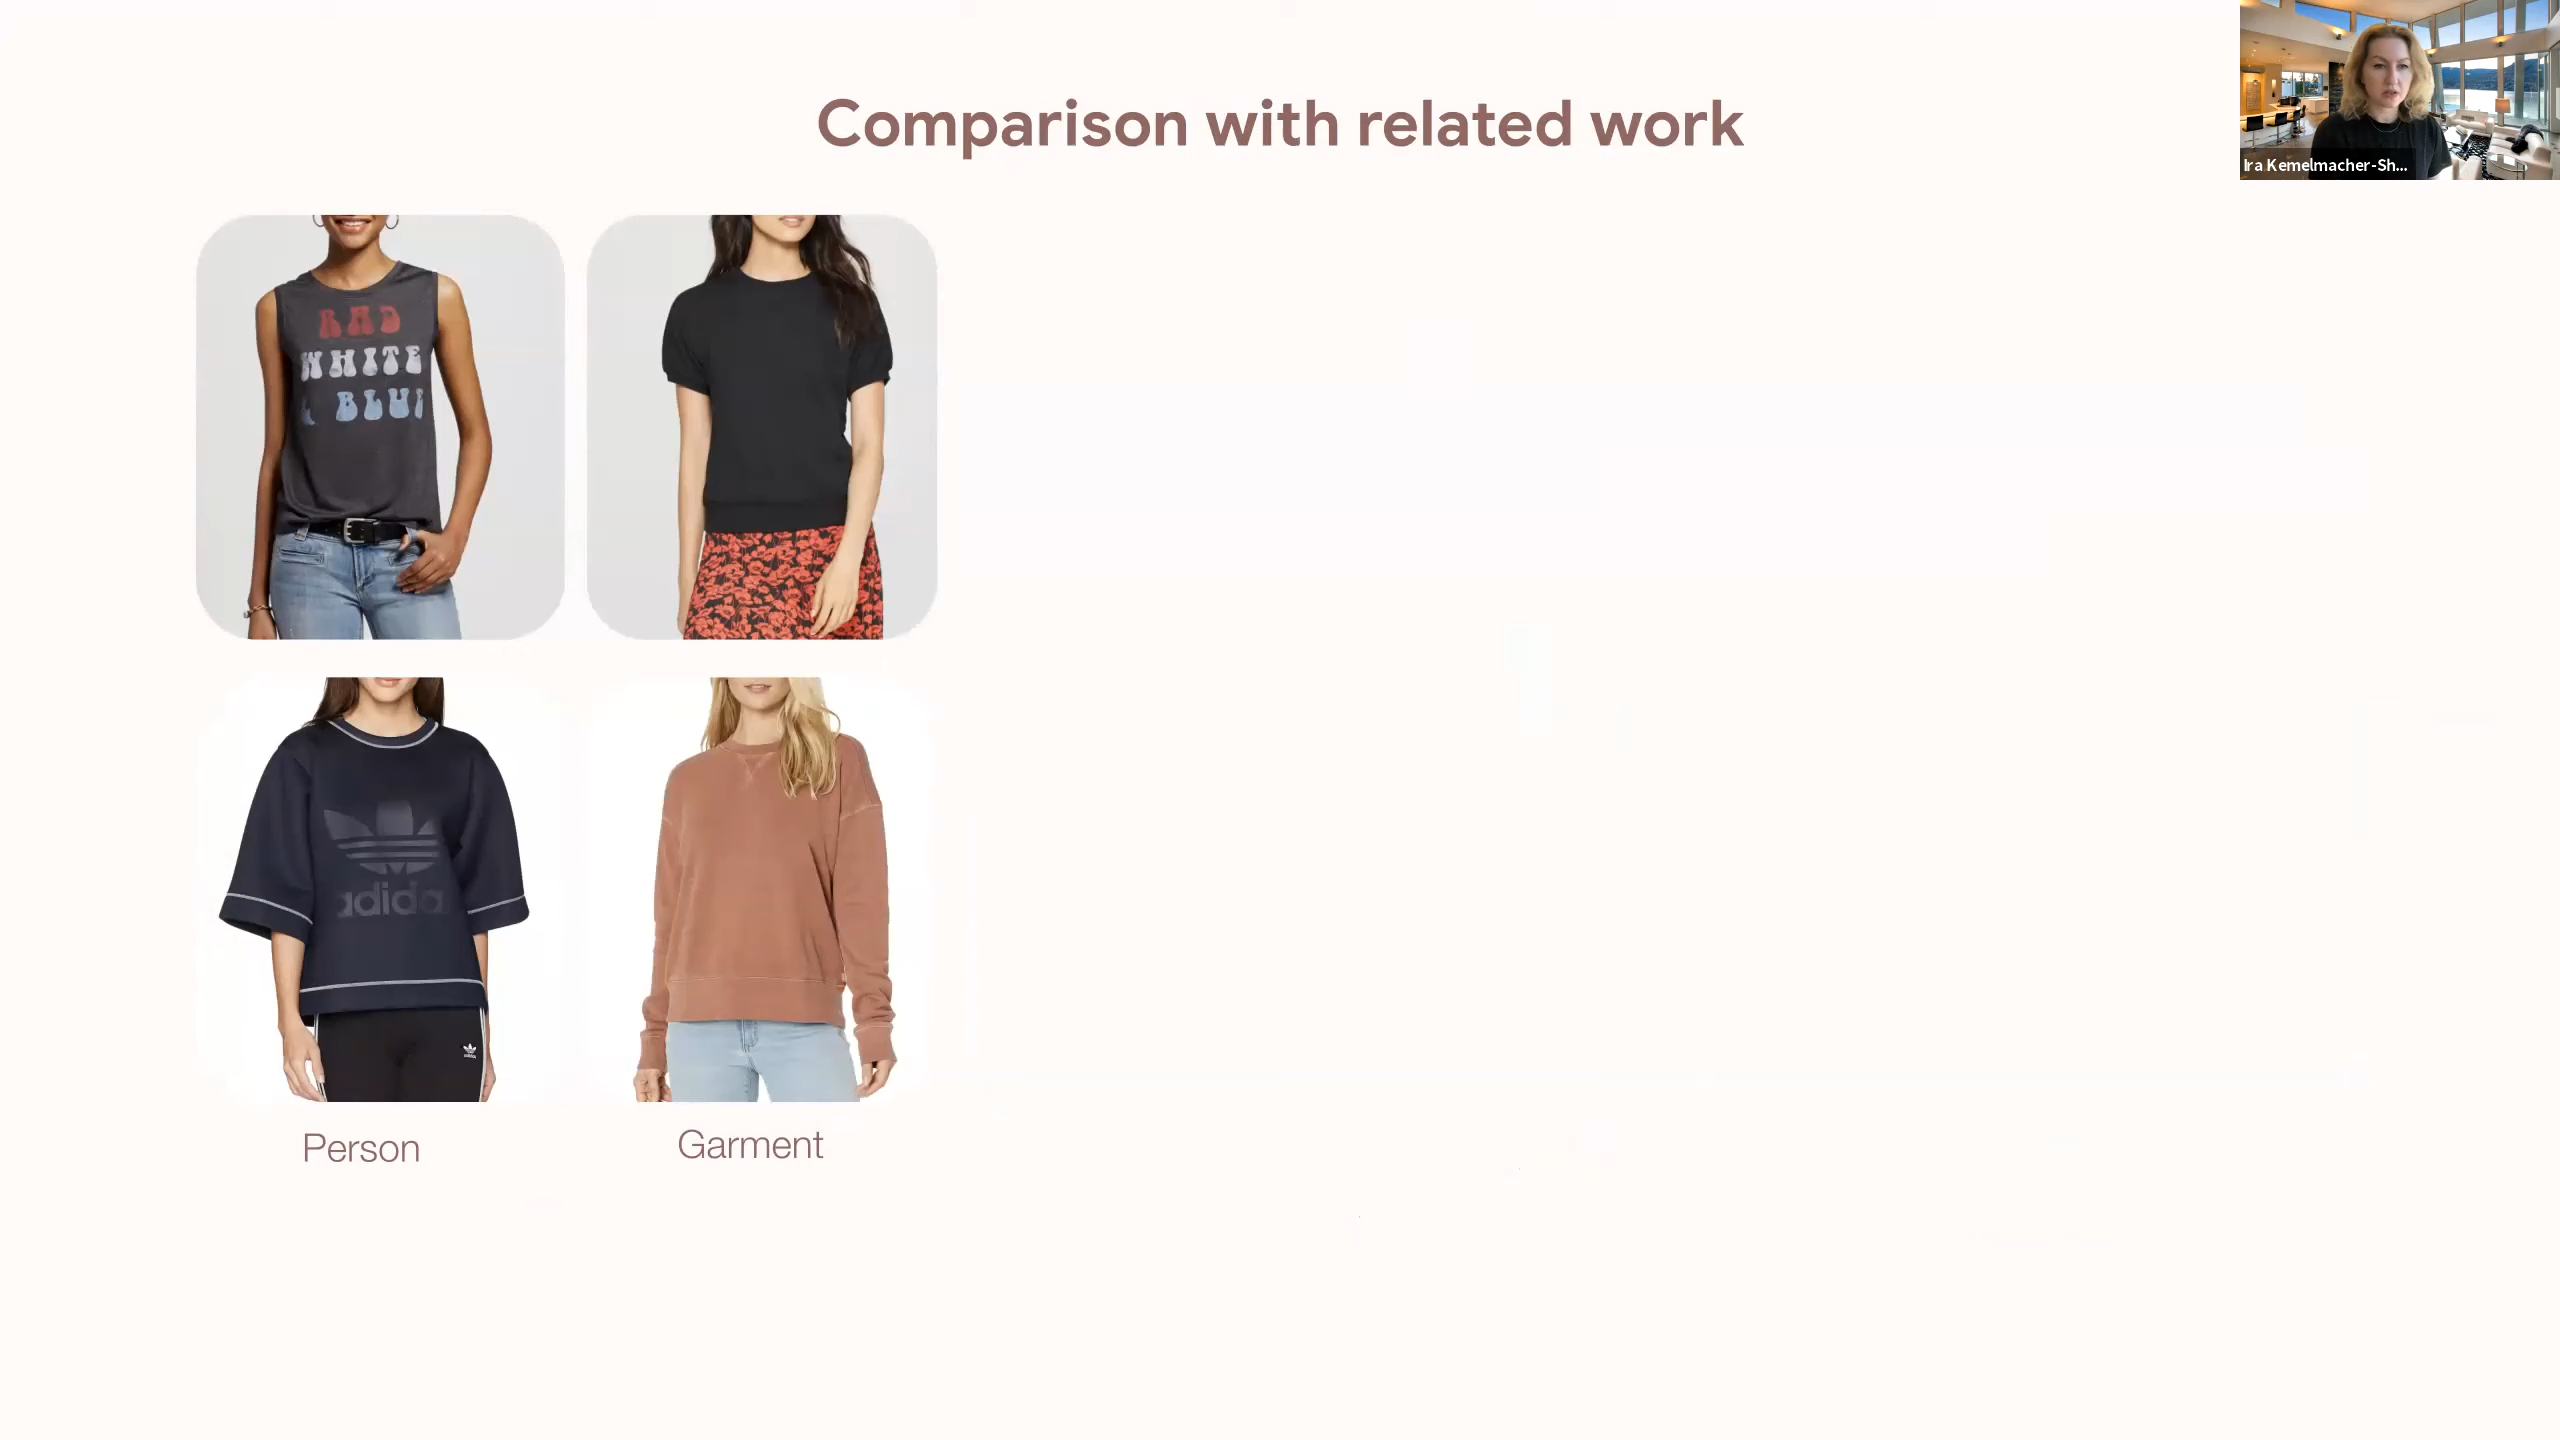 Comparison with related work
Ira Kemelmacher-Sh...
RAD
WHITE
& BLUE
adidas
Person
Garment